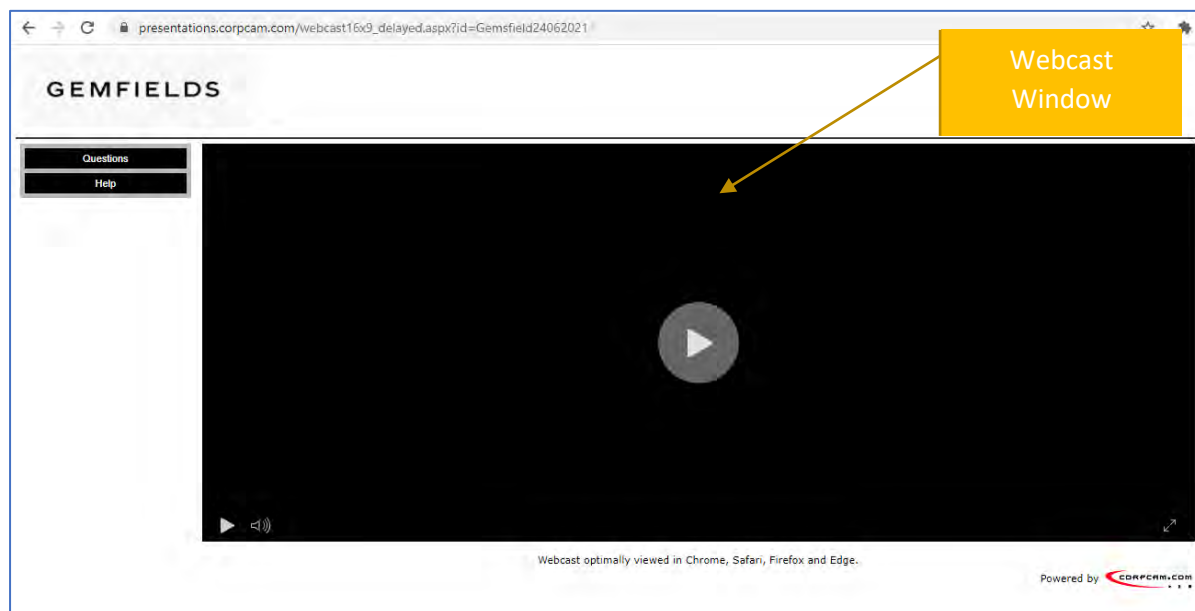 presentations.corpcam.com/webcast16x9_delayed.aspx?id=Gemsfield24062021
Webcast
Window
GEMFIELDS
Questions
Help
Webcast optimally viewed in Chrome, Safari, Firefox and Edge.
Powered by CORPCAM.COM